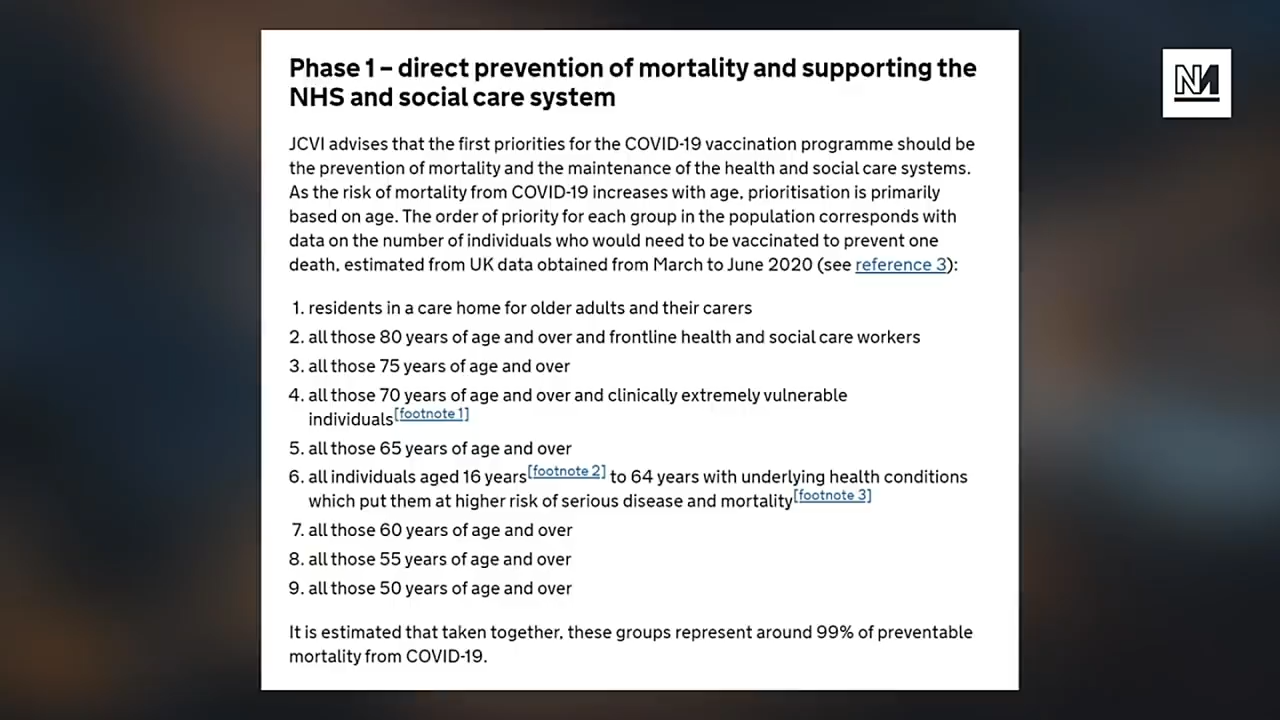 Phase 1 – direct prevention of mortality and supporting the
NHS and social care system
JCVI advises that the first priorities for the COVID-19 vaccination programme should be
the prevention of mortality and the maintenance of the health and social care systems.
As the risk of mortality from COVID-19 increases with age, prioritisation is primarily
based on age. The order of priority for each group in the population corresponds with
data on the number of individuals who would need to be vaccinated to prevent one
death, estimated from UK data obtained from March to June 2020 (see reference 3):
1. residents in a care home for older adults and their carers
2. all those 80 years of age and over and frontline health and social care workers
3. all those 75 years of age and over
4. all those 70 years of age and over and clinically extremely vulnerable
individuals[footnote 1]
5. all those 65 years of age and over
6. all individuals aged 16 years[footnote 2] to 64 years with underlying health conditions
which put them at higher risk of serious disease and mortality[footnote 3]
7. all those 60 years of age and over
8. all those 55 years of age and over
9. all those 50 years of age and over
It is estimated that taken together, these groups represent around 99% of preventable
mortality from COVID-19.
NM